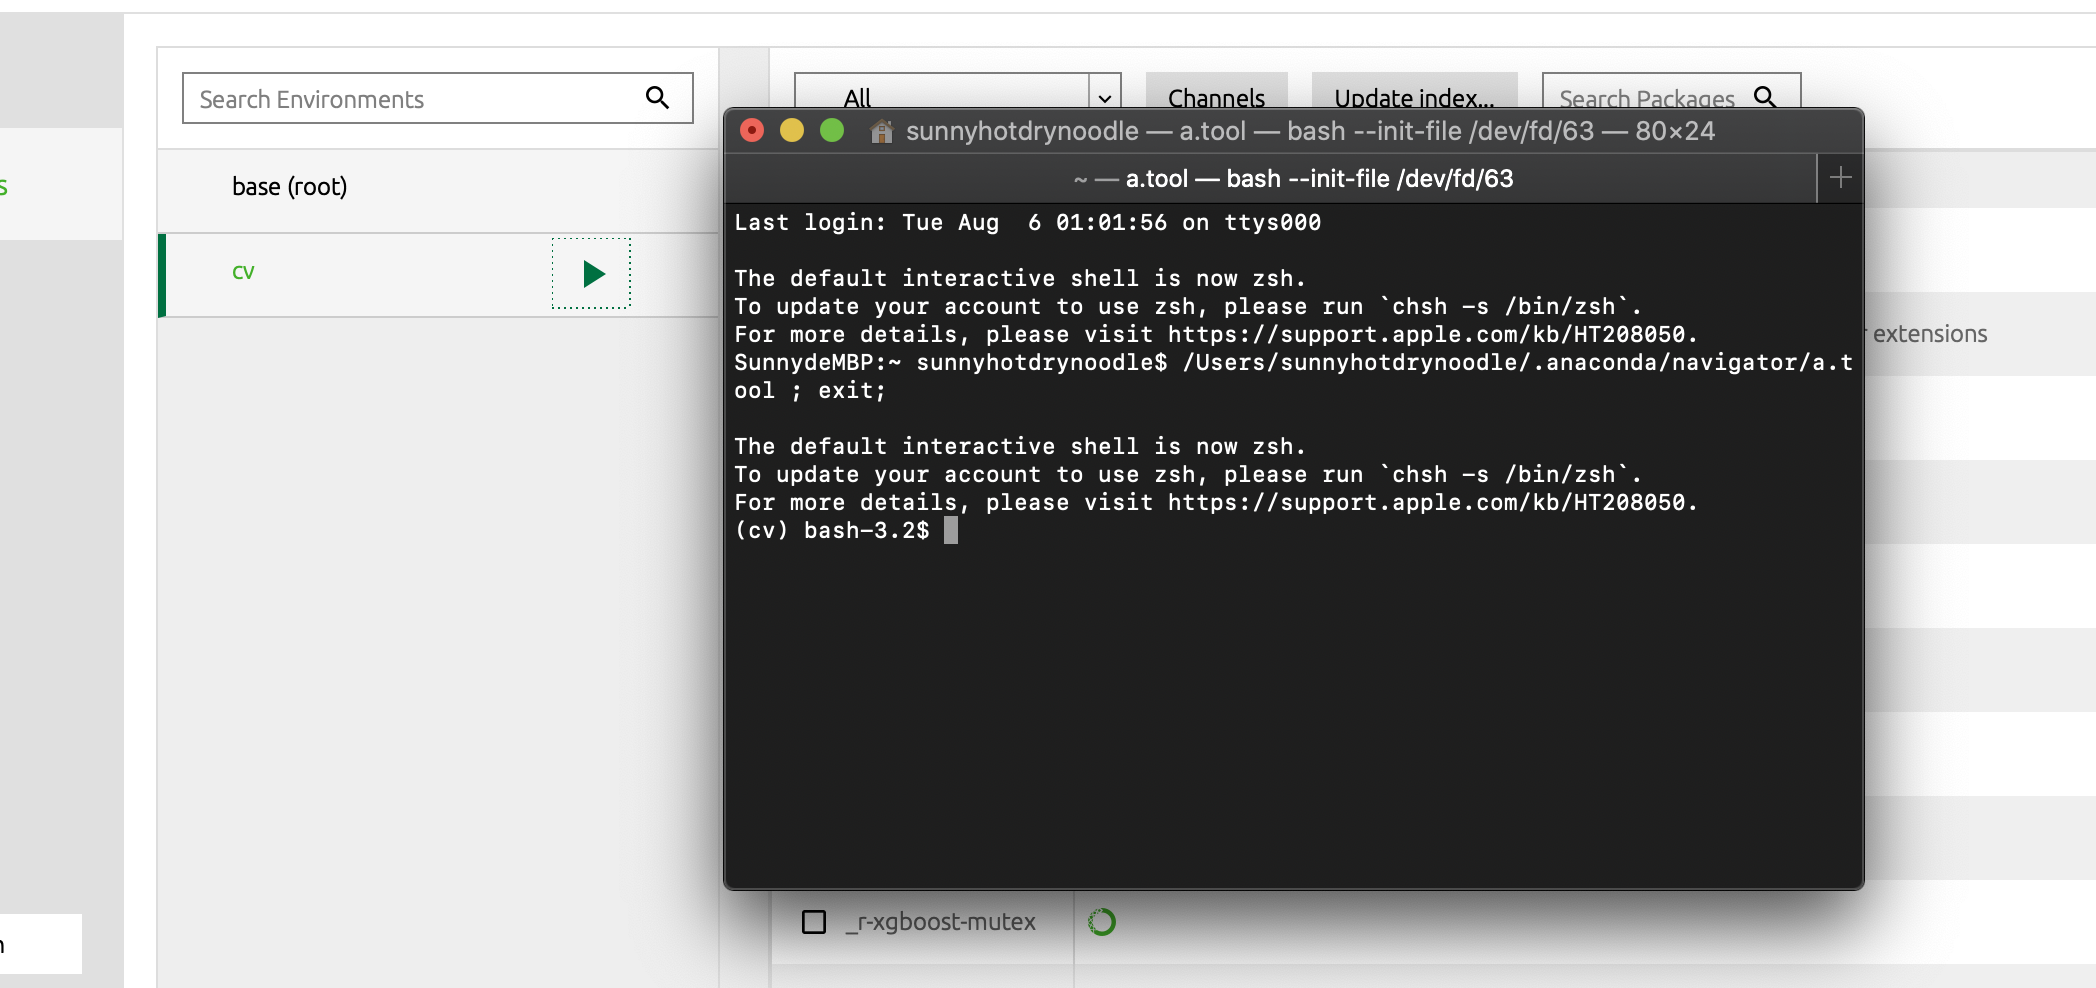 Search Environments
All
Channels
Update index...
Search Packages
base (root)
s
cv
extensions
sunnyhotdrynoodle — a.tool — bash --init-file /dev/fd/63 — 80×24
~ — a.tool — bash --init-file /dev/fd/63
Last login: Tue Aug  6 01:01:56 on ttys000
The default interactive shell is now zsh.
To update your account to use zsh, please run `chsh -s /bin/zsh`.
For more details, please visit https://support.apple.com/kb/HT208050.
SunnydeMBP:~ sunnyhotdrynoodle$ /Users/sunnyhotdrynoodle/.anaconda/navigator/a.t
ool ; exit;
The default interactive shell is now zsh.
To update your account to use zsh, please run `chsh -s /bin/zsh`.
For more details, please visit https://support.apple.com/kb/HT208050.
(cv) bash-3.2$
_r-xgboost-mutex